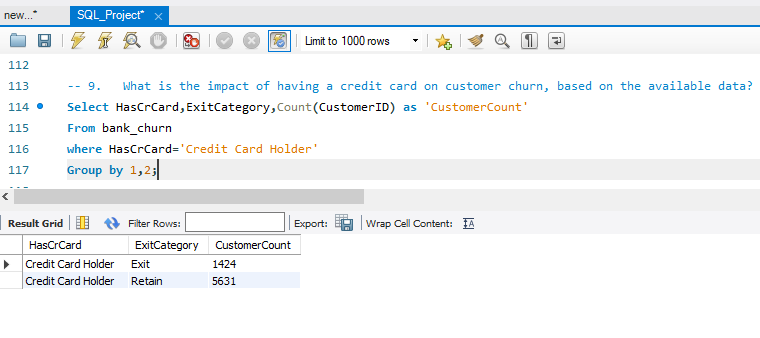 new...* SQL_Project*
Limit to 1000 rows
112
113 -- 9. What is the impact of having a credit card on customer churn, based on the available data?
114 Select HasCrCard,ExitCategory,Count(CustomerID) as 'CustomerCount'
115 From bank_churn
116 where HasCrCard='Credit Card Holder'
117 Group by 1,2;
Result Grid Filter Rows: Export: Wrap Cell Content:
HasCrCard ExitCategory CustomerCount
Credit Card Holder Exit 1424
Credit Card Holder Retain 5631